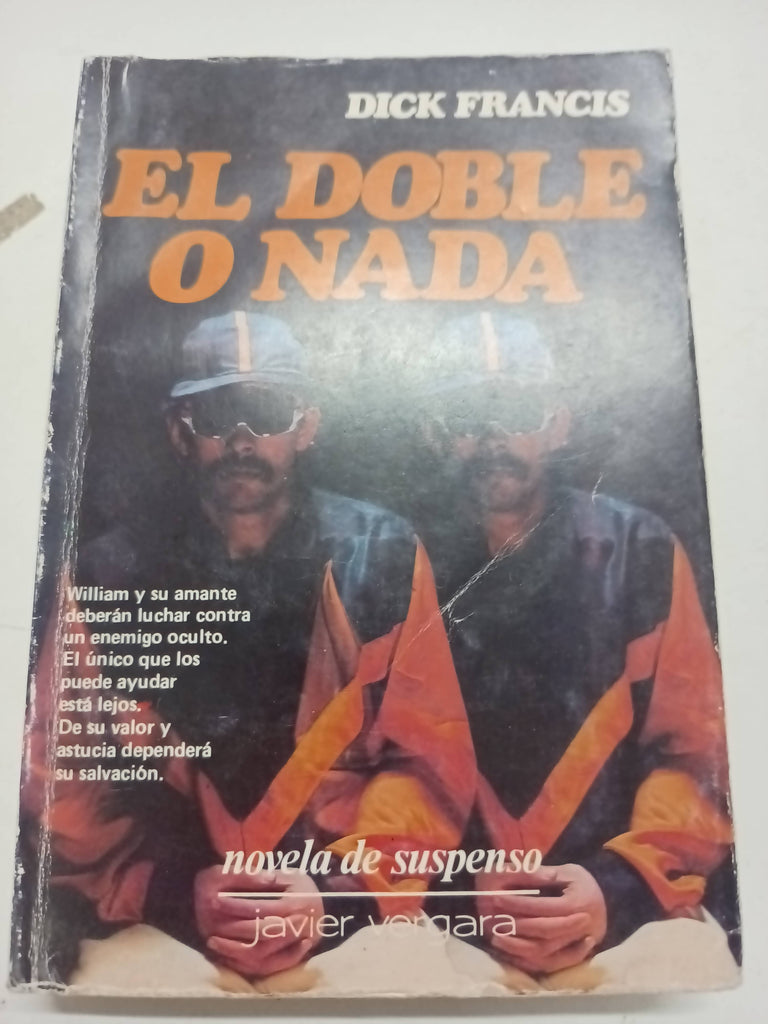 DICK FRANCIS
EL DOBLE
O NADA
William y su amante
deberán luchar contra
un enemigo oculto.
El único que los
puede ayudar
está lejos.
De su valor y
astucia dependerá
su salvación.
novela de suspenso
javier vergara